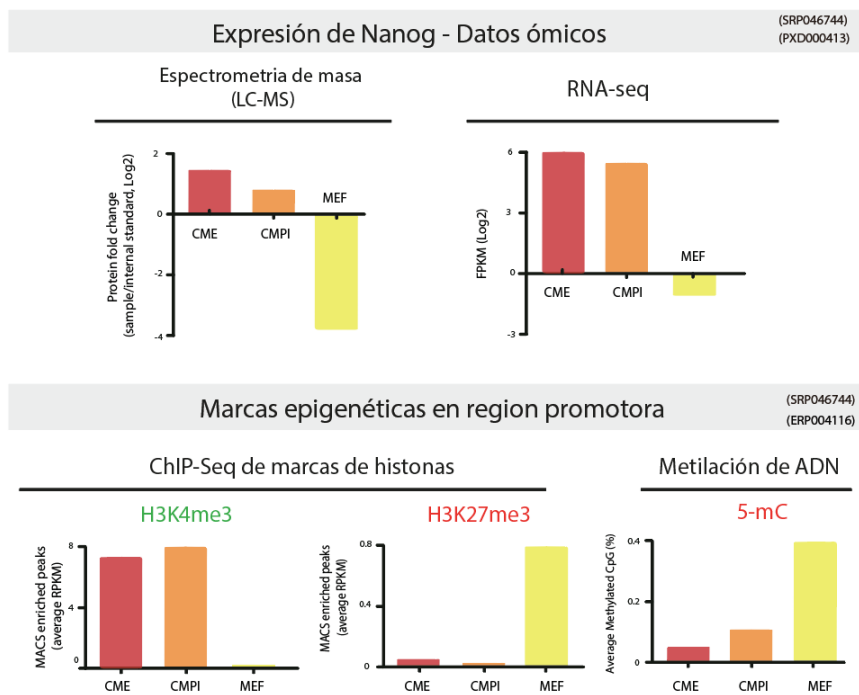 Expresión de Nanog - Datos ómicos
(SRP046744)
(PXD000413)
Espectrometria de masa
(LC-MS)
RNA-seq
Protein fold change
(sample/internal standard, Log2)
2
0
-2
-4
CME
CMPI
MEF
FPKM (Log2)
6
3
0
-3
CME
CMPI
MEF
Marcas epigenéticas en region promotora
(SRP046744)
(ERP004116)
ChIP-Seq de marcas de histonas
Metilación de ADN
H3K4me3
H3K27me3
5-mC
MACS enriched peaks
(average RPKM)
8
4
0
CME
CMPI
MEF
MACS enriched peaks
(average RPKM)
0.8
0.4
0
CME
CMPI
MEF
Average Methylated CpG (%)
0.4
0.2
0
CME
CMPI
MEF